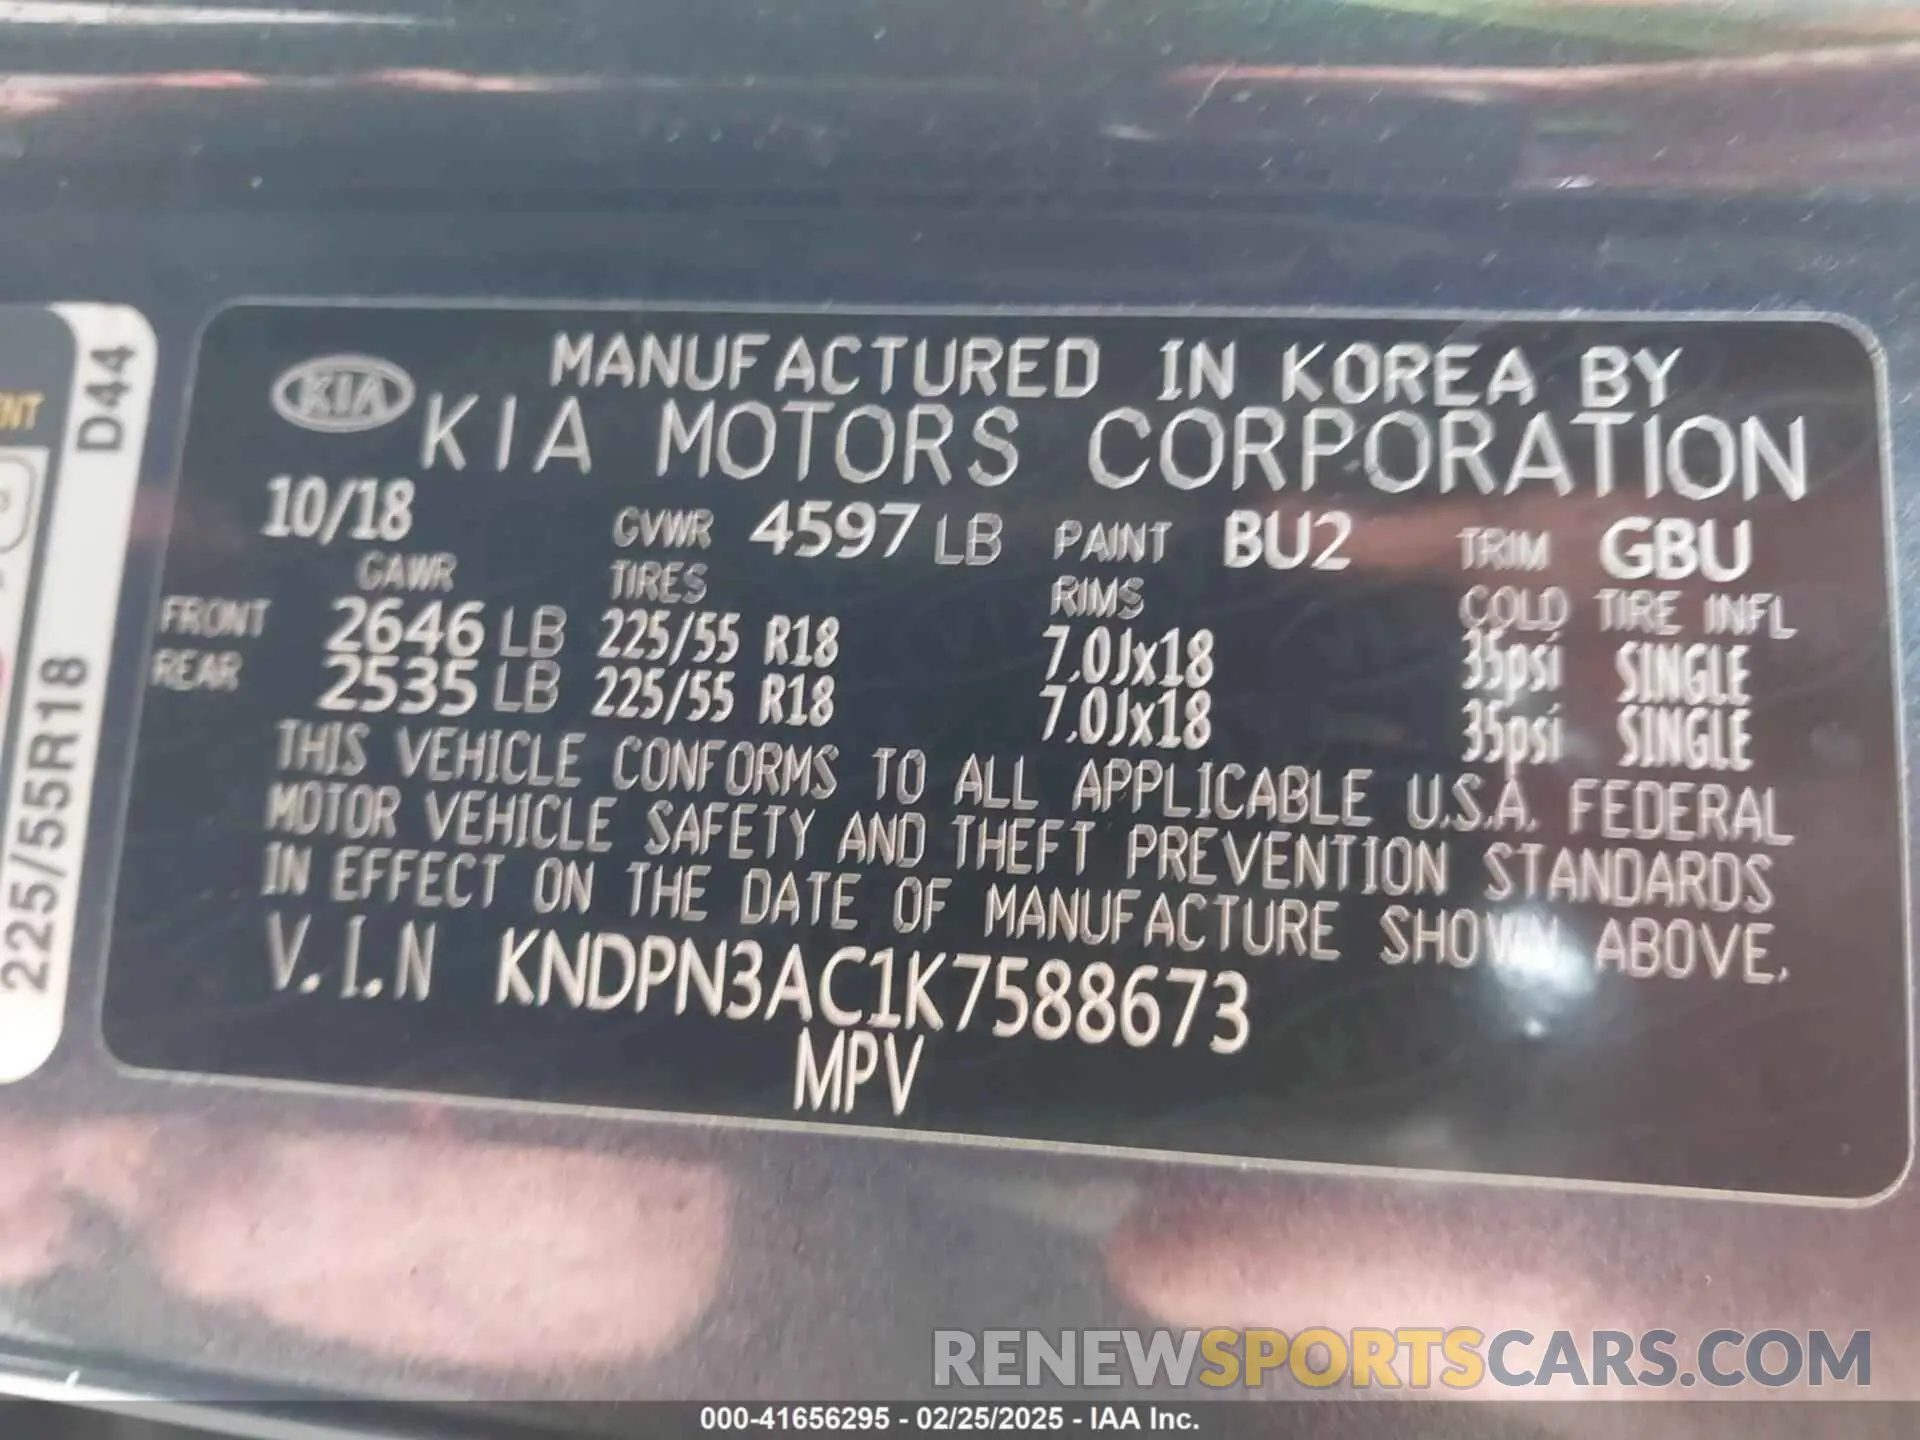 MANUFACTURED IN KOREA BY
KIA KIA MOTORS CORPORATION
10/18 GVWR 4597 LB PAINT BU2 TRIM GBU
GAWR TIRES RIMS COLD TIRE INFL
FRONT 2646 LB 225/55 R18 7.0Jx18 35psi SINGLE
REAR 2535 LB 225/55 R18 7.0Jx18 35psi SINGLE
THIS VEHICLE CONFORMS TO ALL APPLICABLE U.S.A. FEDERAL
MOTOR VEHICLE SAFETY AND THEFT PREVENTION STANDARDS
IN EFFECT ON THE DATE OF MANUFACTURE SHOWN ABOVE.
V.I.N KNDPN3AC1K7588673
MPV
225/55R18 D44
RENEWSPORTSCARS.COM
000-41656295 - 02/25/2025 - IAA Inc.